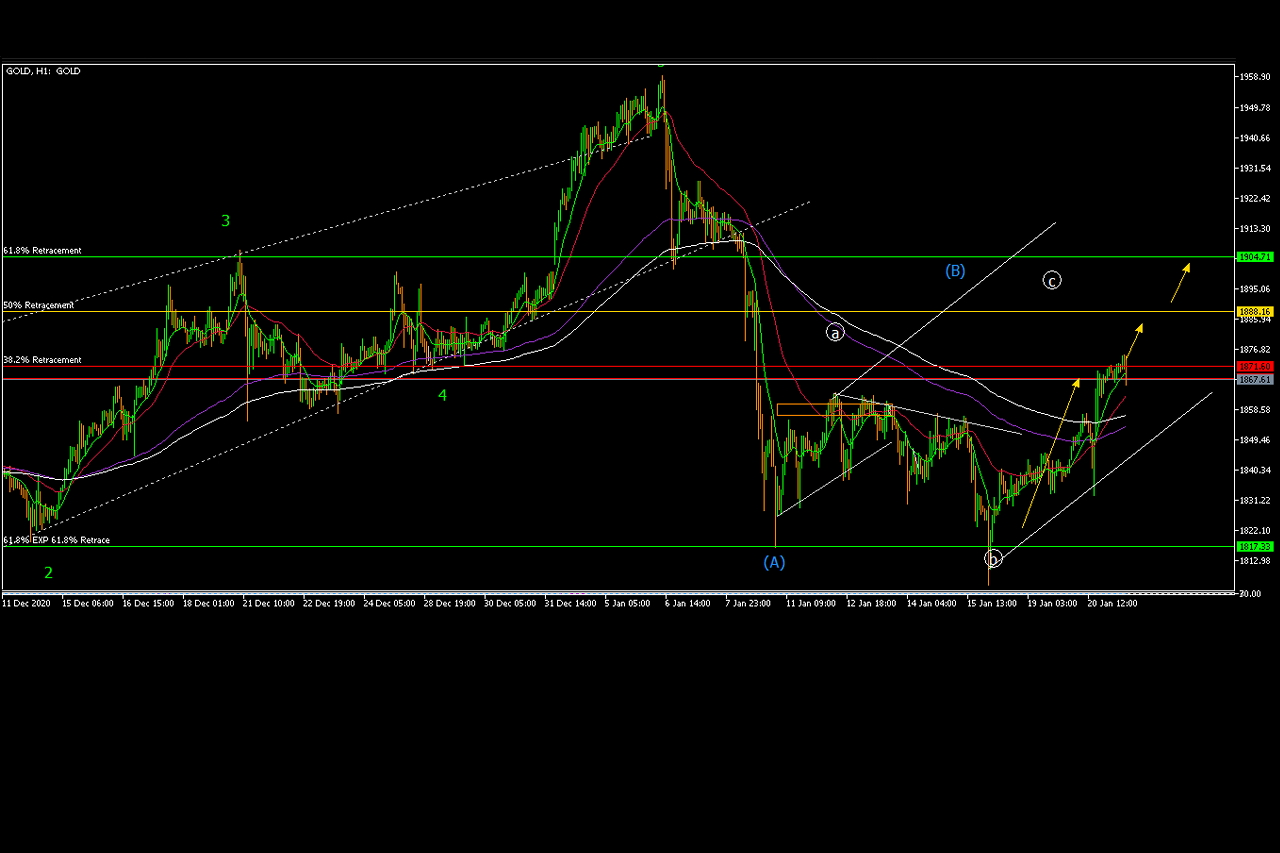 GOLD, H1: GOLD
5
1958.90
1949.78
1940.66
1931.54
1922.42
3
1913.30
61.8% Retracement
1904.71
(B)
c
1895.06
50% Retracement
1888.16
1885.94
a
1876.82
38.2% Retracement
1871.60
1867.61
4
1858.58
1849.46
1840.34
1831.22
1822.10
61.8% EXP 61.8% Retrace
1817.33
(A)
b
1812.98
2
20.00
11 Dec 2020 15 Dec 06:00 16 Dec 15:00 18 Dec 01:00 21 Dec 10:00 22 Dec 19:00 24 Dec 05:00 28 Dec 19:00 30 Dec 05:00 31 Dec 14:00 5 Jan 05:00 6 Jan 14:00 7 Jan 23:00 11 Jan 09:00 12 Jan 18:00 14 Jan 04:00 15 Jan 13:00 19 Jan 03:00 20 Jan 12:00